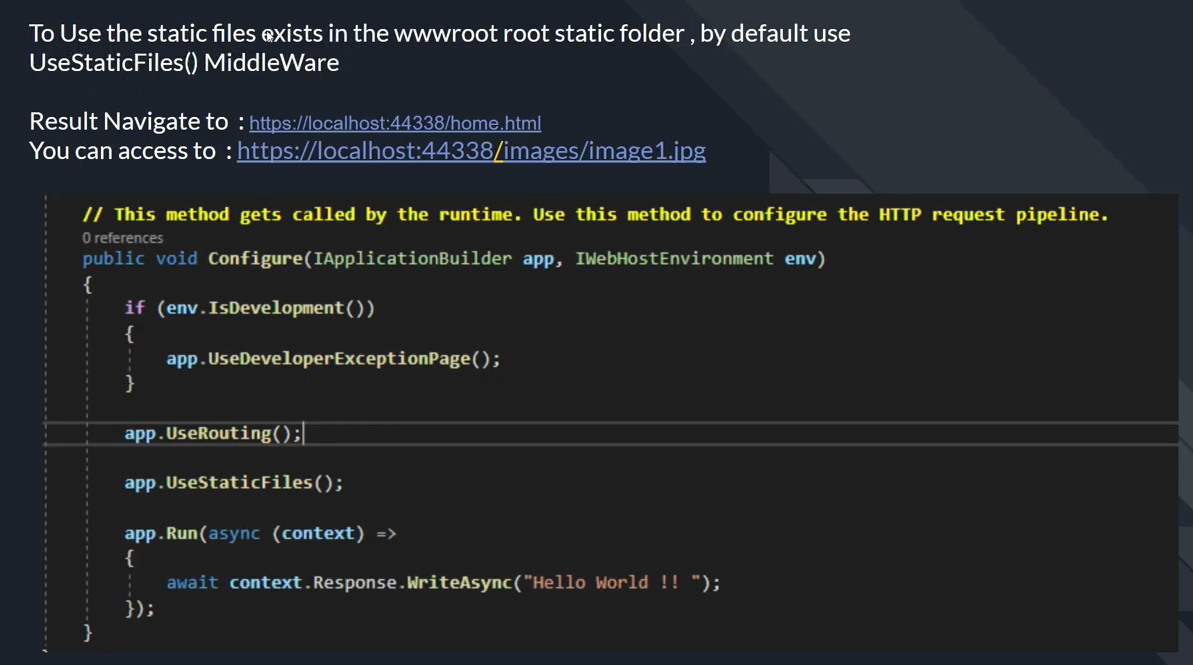 To Use the static files exists in the wwwroot root static folder , by default use
UseStaticFiles() MiddleWare
Result Navigate to : https://localhost:44338/home.html
You can access to : https://localhost:44338/images/image1.jpg
// This method gets called by the runtime. Use this method to configure the HTTP request pipeline.
0 references
public void Configure(IApplicationBuilder app, IWebHostEnvironment env)
{
if (env.IsDevelopment())
{
app.UseDeveloperExceptionPage();
}
app.UseRouting();
app.UseStaticFiles();
app.Run(async (context) =>
{
await context.Response.WriteAsync("Hello World !! ");
});
}